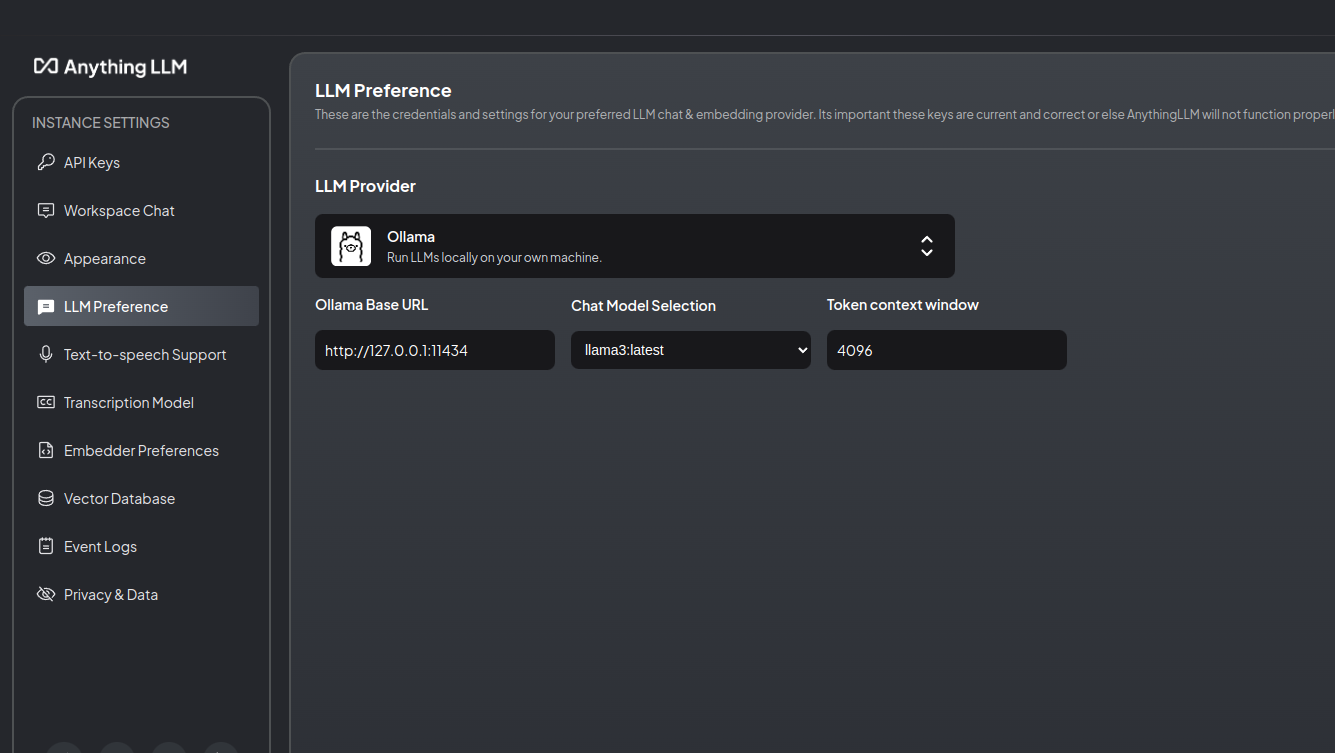 Anything LLM
INSTANCE SETTINGS
API Keys
Workspace Chat
Appearance
LLM Preference
Text-to-speech Support
Transcription Model
Embedder Preferences
Vector Database
Event Logs
Privacy & Data
LLM Preference
These are the credentials and settings for your preferred LLM chat & embedding provider. Its important these keys are current and correct or else AnythingLLM will not function properl
LLM Provider
Ollama
Run LLMs locally on your own machine.
Ollama Base URL
Chat Model Selection
Token context window
http://127.0.0.1:11434
llama3:latest
4096